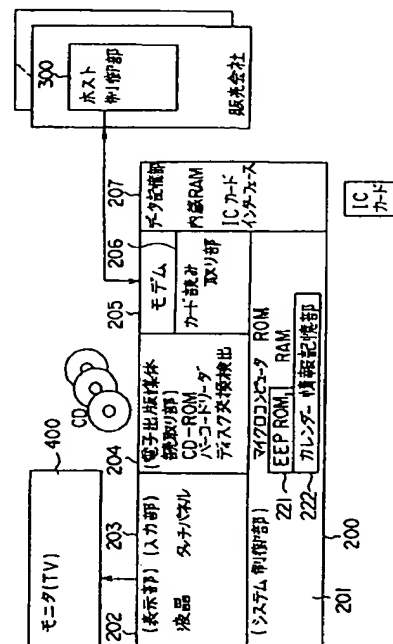 300
ホスト
制御部
販売会社
CD
400
モニタ(TV)
202
203
204
205
206
207
(表示部)
液晶
(入力部)
タッチパネル
(電子出版媒体
読取り部)
CD-ROM
バーコードリーダ
ディスク交換検出
モデム
カード読み
取り部
データ記憶部
内蔵RAM
ICカード
インターフェース
(システム制御部)
マイクロコンピュータ ROM
RAM
EEPROM
カレンダー情報記憶部
221
222
201
200
IC
カード